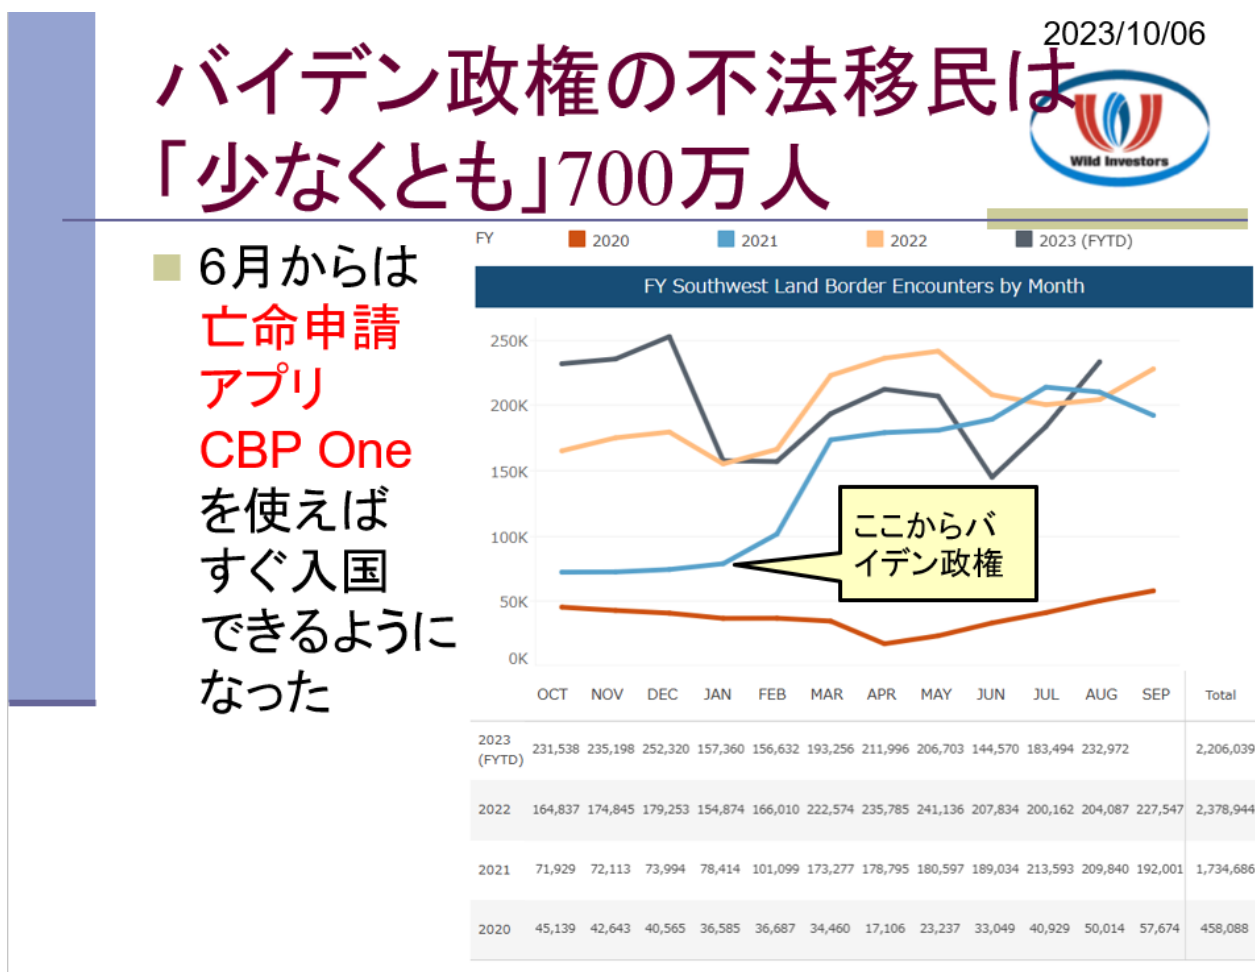 2023/10/06
バイデン政権の不法移民は
「少なくとも」700万人
Wild Investors
6月からは
亡命申請
アプリ
CBP One
を使えば
すぐ入国
できるように
なった
FY 2020 2021 2022 2023 (FYTD)
FY Southwest Land Border Encounters by Month
250K
200K
150K
100K
50K
0K
ここからバ
イデン政権
OCT NOV DEC JAN FEB MAR APR MAY JUN JUL AUG SEP Total
2023
(FYTD) 231,538 235,198 252,320 157,360 156,632 193,256 211,996 206,703 144,570 183,494 232,972 2,206,039
2022 164,837 174,845 179,253 154,874 166,010 222,574 235,785 241,136 207,834 200,162 204,087 227,547 2,378,944
2021 71,929 72,113 73,994 78,414 101,099 173,277 178,795 180,597 189,034 213,593 209,840 192,001 1,734,686
2020 45,139 42,643 40,565 36,585 36,687 34,460 17,106 23,237 33,049 40,929 50,014 57,674 458,088